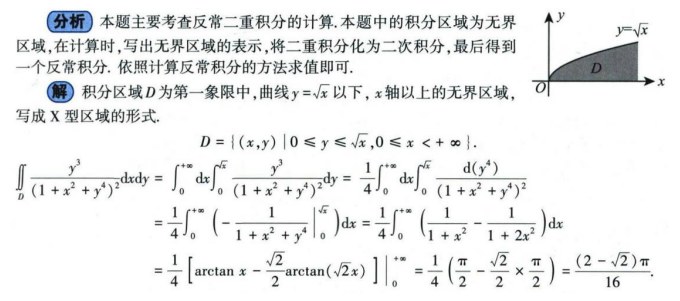 分析 本题主要考查反常二重积分的计算.本题中的积分区域为无界
区域,在计算时,写出无界区域的表示,将二重积分化为二次积分,最后得到
一个反常积分. 依照计算反常积分的方法求值即可.
y
y=√x
D
O
x
解 积分区域D为第一象限中,曲线y=√x以下, x轴以上的无界区域,
写成 X 型区域的形式.
D = {(x,y) | 0 ≤ y ≤ √x, 0 ≤ x < + ∞}.
∬_D y³/(1 + x² + y⁴)² dxdy = ∫_0^{+∞} dx ∫_0^{√x} y³/(1 + x² + y⁴)² dy = 1/4 ∫_0^{+∞} dx ∫_0^{√x} d(y⁴)/(1 + x² + y⁴)²
= 1/4 ∫_0^{+∞} (- 1/(1 + x² + y⁴) |_0^{√x}) dx = 1/4 ∫_0^{+∞} (1/(1 + x²) - 1/(1 + 2x²)) dx
= 1/4 [arctan x - √2/2 arctan(√2x)] |_0^{+∞} = 1/4 (π/2 - √2/2 × π/2) = (2 - √2)π/16.